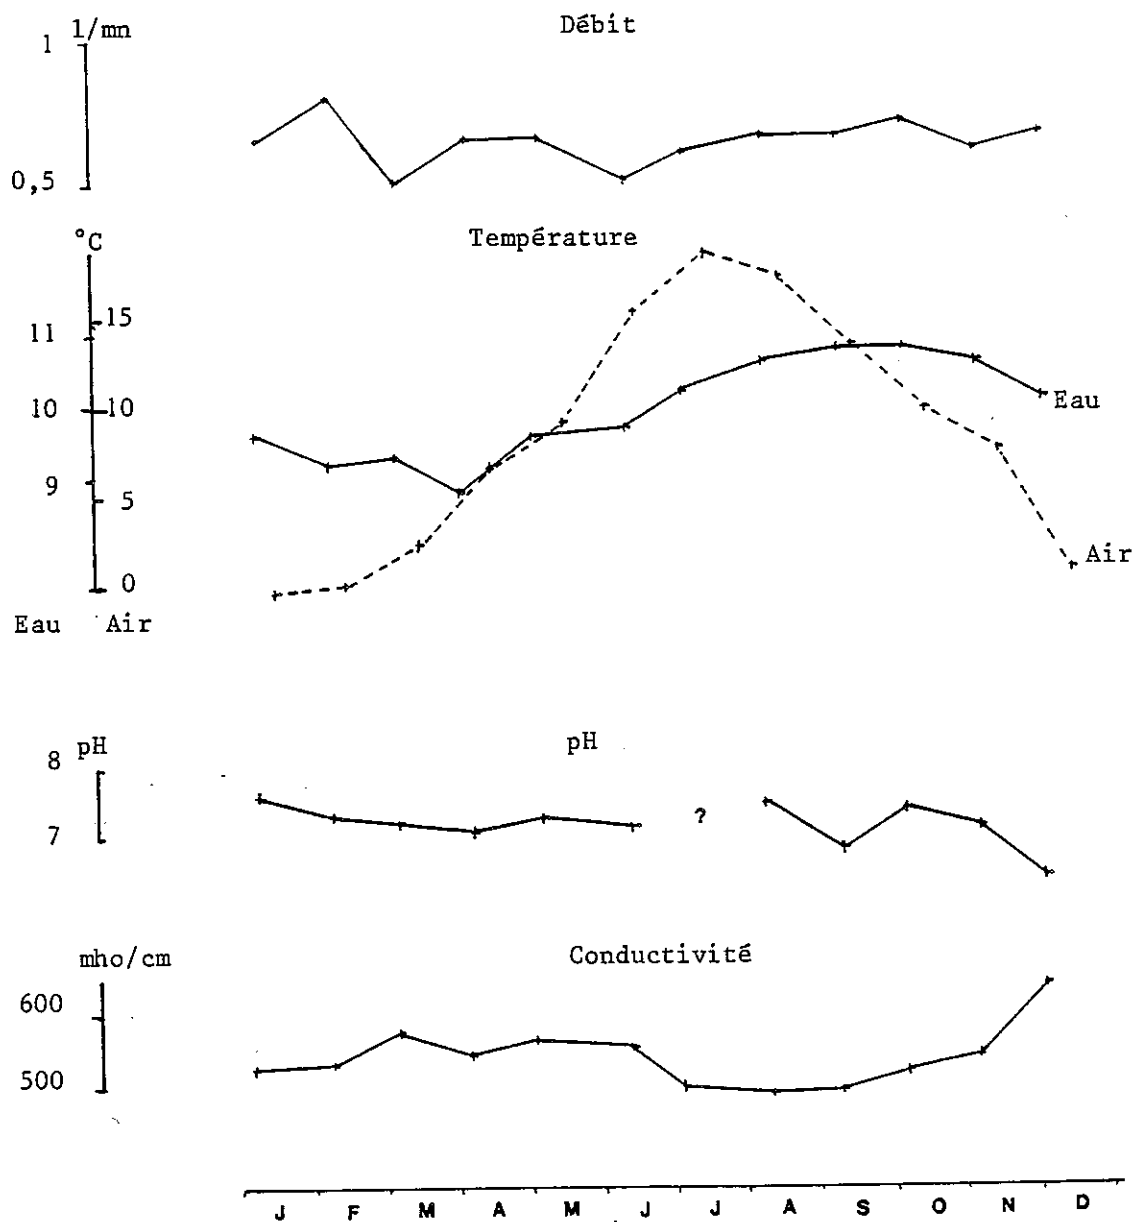 Débit
1/mn
1
0,5
Température
°C
11 15
10 10
9
5
0
Eau Air
Eau
Air
pH
pH
8
7
?
Conductivité
mho/cm
600
500
J F M A M J J A S O N D